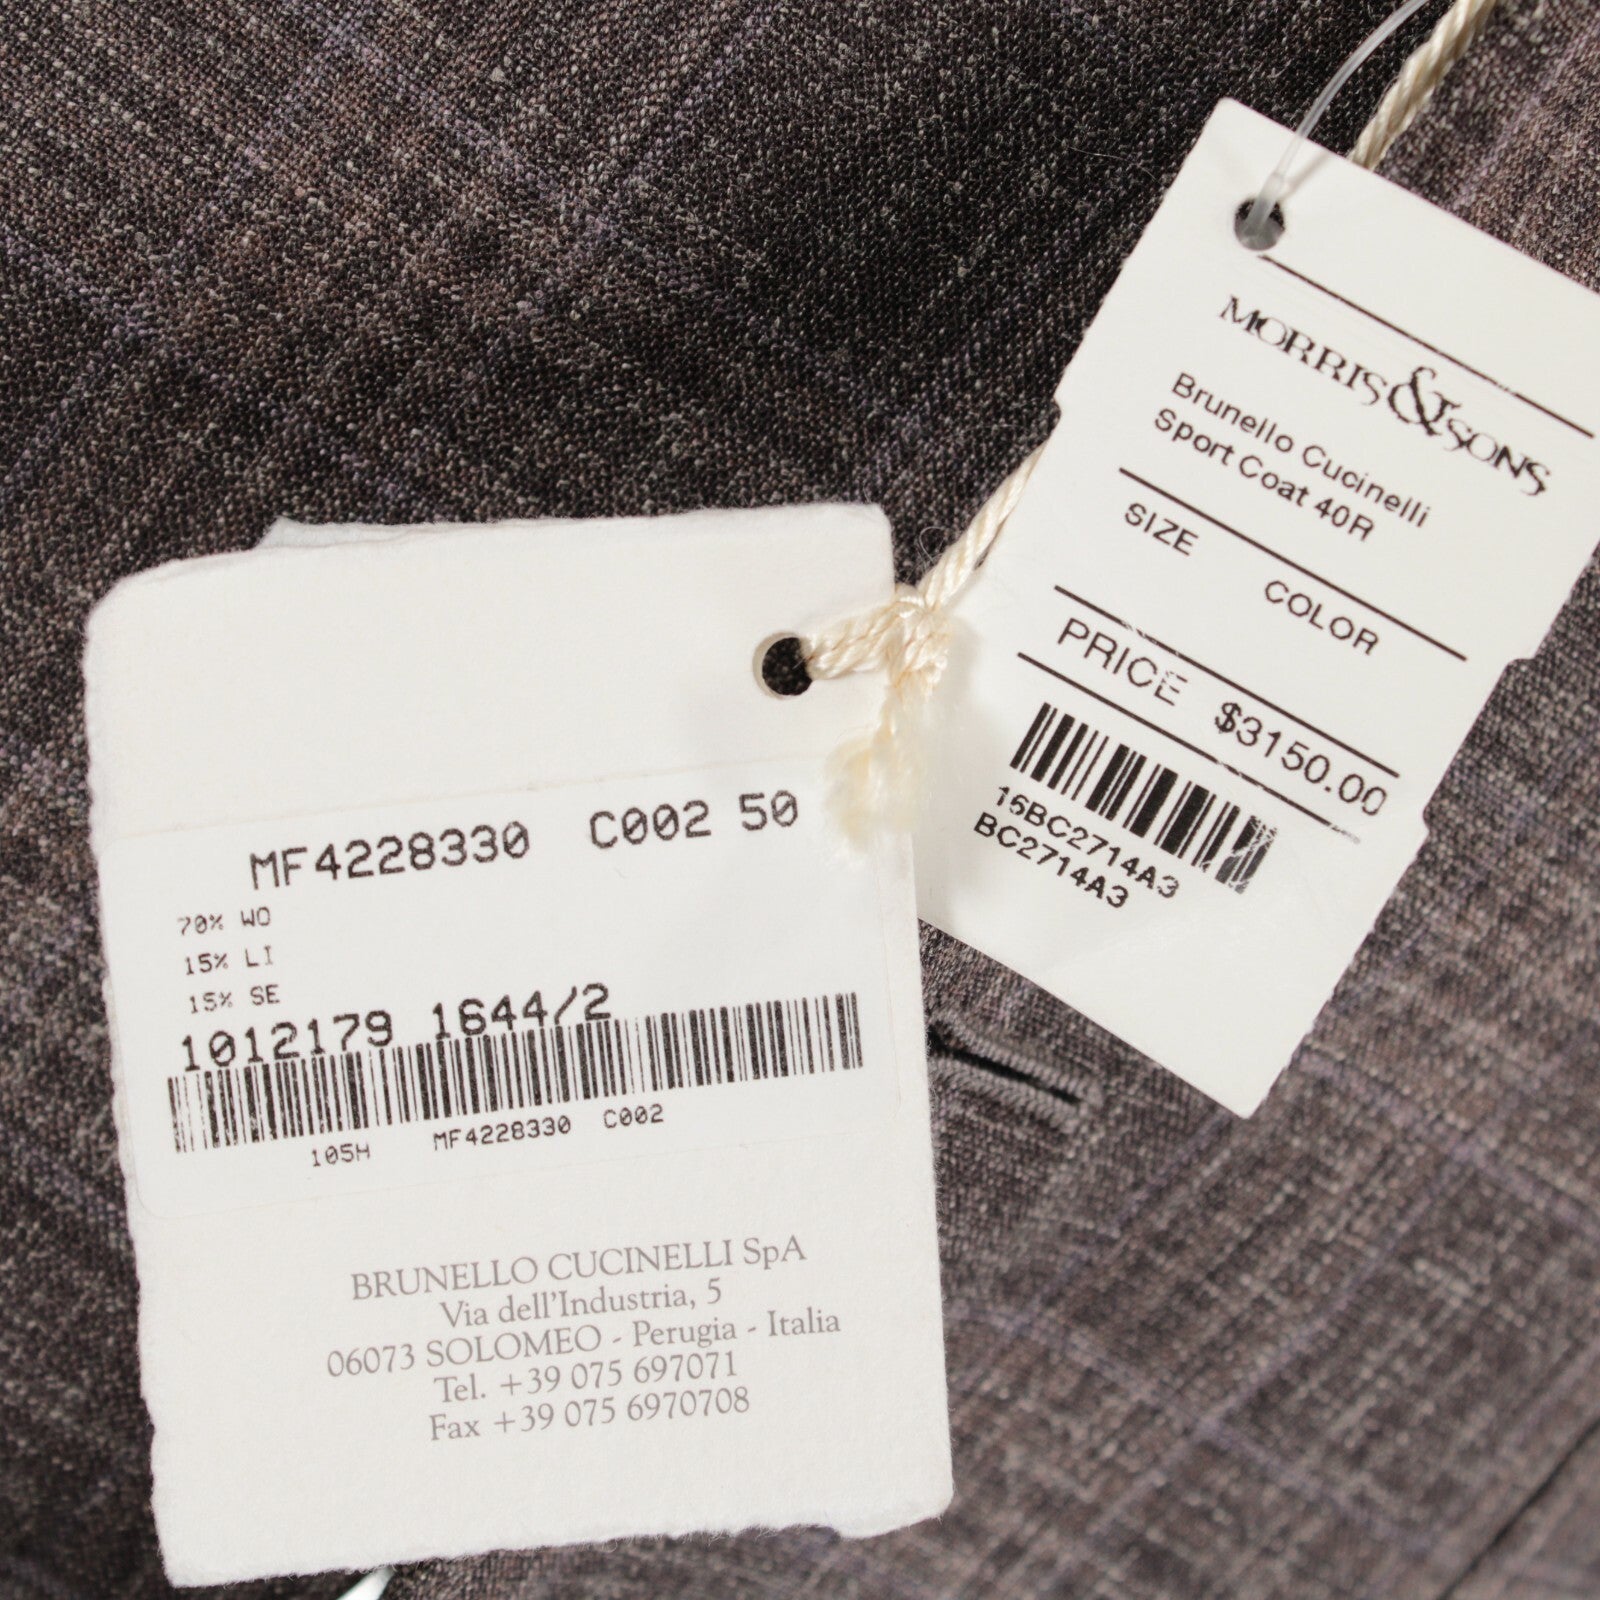 MORRIS & SONS
Brunello Cucinelli
Sport Coat 40R
SIZE COLOR
PRICE $3150.00
16BC2714A3
BC2714A3
MF4228330 C002 50
70% WO
15% LI
15% SE
1012179 1644/2
105H MF4228330 C002
BRUNELLO CUCINELLI SpA
Via dell'Industria, 5
06073 SOLOMEO - Perugia - Italia
Tel. +39 075 697071
Fax +39 075 6970708